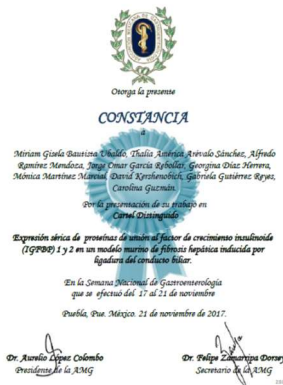 Otorga la presente
CONSTANCIA
a
Miriam Gisela Bautista Ubaldo, Thalía América Arévalo Sánchez, Alfredo
Ramírez Mendoza, Jorge Omar García Rebollar, Georgina Díaz Herrera,
Mónica Martínez Marcial, David Kershenobich, Gabriela Gutiérrez Reyes,
Carolina Guzmán.
Por la presentación de su trabajo en
Cartel Distinguido
Expresión sérica de proteínas de unión al factor de crecimiento insulinoide
(IGFBP) 1 y 2 en un modelo murino de fibrosis hepática inducida por
ligadura del conducto biliar.
En la Semana Nacional de Gastroenterología
que se efectuó del 17 al 21 de noviembre
Puebla, Pue. México. 21 de noviembre de 2017.
Dr. Aurelio López Colombo
Presidente de la AMG
Dr. Felipe Zamarripa Dorsey
Secretario de la AMG